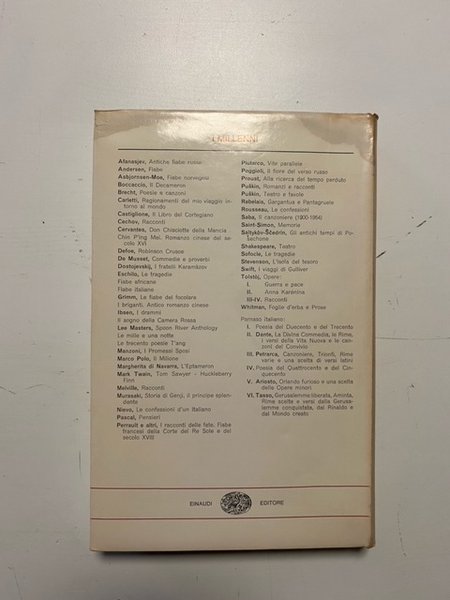 I MILLENNI
Afanasjev, Antiche fiabe russe
Andersen, Fiabe
Asbjornsen-Moe, Fiabe norvegesi
Boccaccio, Il Decameron
Brecht, Poesie e canzoni
Carletti, Ragionamenti del mio viaggio intorno al mondo
Castiglione, Il Libro del Cortegiano
Cechov, Racconti
Cervantes, Don Chisciotte della Mancia
Chin P'ing Mei. Romanzo cinese del secolo XVI
Defoe, Robinson Crusoe
De Musset, Commedie e proverbi
Dostojevskij, I fratelli Karamàzov
Eschilo, Le tragedie
Fiabe africane
Fiabe italiane
Grimm, Le fiabe del focolare
I briganti. Antico romanzo cinese
Ibsen, I drammi
Il sogno della Camera Rossa
Lee Masters, Spoon River Anthology
Le mille e una notte
Le trecento poesie T'ang
Manzoni, I Promessi Sposi
Marco Polo, Il Milione
Margherita di Navarra, L'Eptameron
Mark Twain, Tom Sawyer - Huckleberry Finn
Melville, Racconti
Murasaki, Storia di Genji, il principe splendente
Nievo, Le confessioni d'un italiano
Pascal, Pensieri
Perrault e altri, I racconti delle fate. Fiabe francesi della Corte del Re Sole e del secolo XVIII
Plutarco, Vite parallele
Poggioli, Il fiore del verso russo
Proust, Alla ricerca del tempo perduto
Puškin, Romanzi e racconti
Puškin, Teatro e favole
Rabelais, Gargantua e Pantagruele
Rousseau, Le confessioni
Saba, Il canzoniere (1900-1954)
Saint-Simon, Memorie
Saltykòv-Ščedrin, Gli antichi tempi di Pošechonie
Shakespeare, Teatro
Sofocle, Le tragedie
Stevenson, L'isola del tesoro
Swift, I viaggi di Gulliver
Tolstòj, Opere:
I. Guerra e pace
II. Anna Karénina
III-IV. Racconti
Whitman, Foglie d'erba e Prose
Parnaso italiano:
I. Poesia del Duecento e del Trecento
II. Dante, La Divina Commedia, le Rime, i versi della Vita Nuova e le canzoni del Convivio
III. Petrarca, Canzoniere, Trionfi, Rime varie e una scelta di versi latini
IV. Poesia del Quattrocento e del Cinquecento
V. Ariosto, Orlando furioso e una scelta delle Opere minori
VI. Tasso, Gerusalemme liberata, Aminta, Rime scelte e versi dalla Gerusalemme conquistata, dal Rinaldo e dal Mondo creato
EINAUDI EDITORE